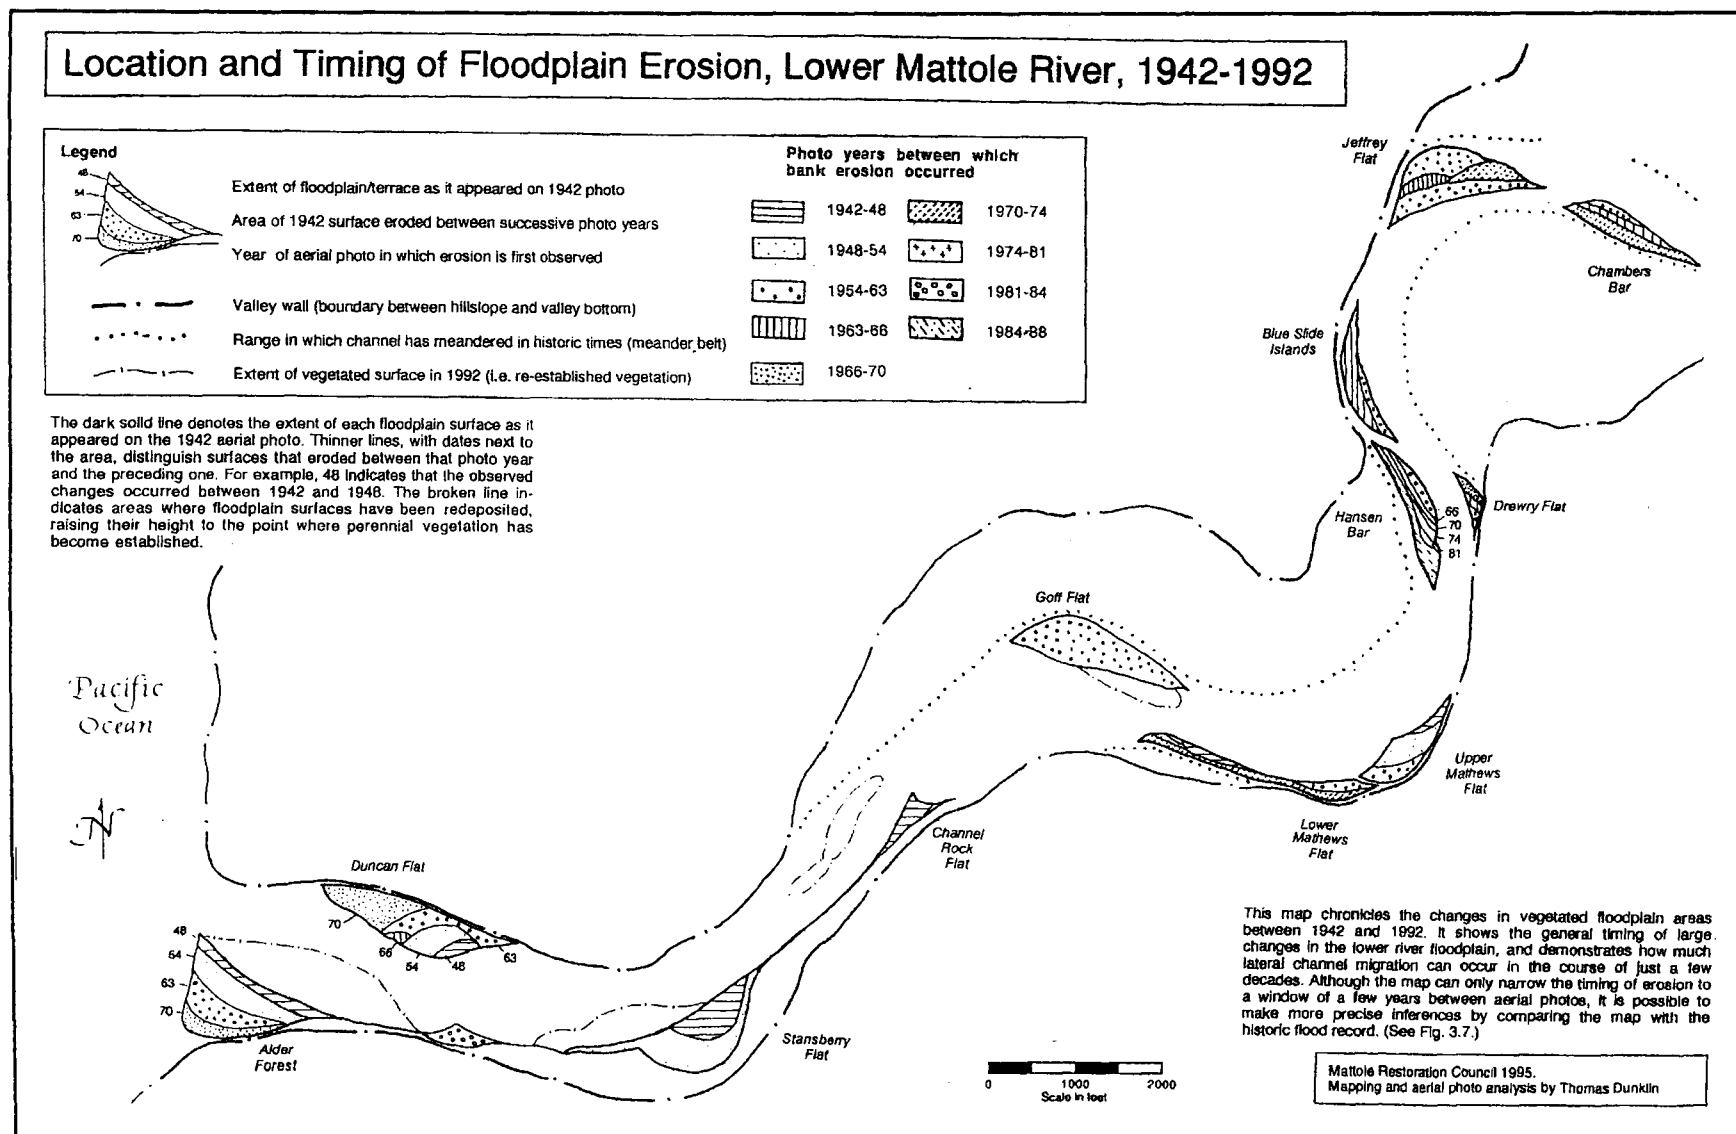 Location and Timing of Floodplain Erosion, Lower Mattole River, 1942-1992
Legend
48
54
63
70
Extent of floodplain/terrace as it appeared on 1942 photo
Area of 1942 surface eroded between successive photo years
Year of aerial photo in which erosion is first observed
Valley wall (boundary between hillslope and valley bottom)
Range in which channel has meandered in historic times (meander belt)
Extent of vegetated surface in 1992 (i.e. re-established vegetation)
Photo years between which
bank erosion occurred
1942-48
1948-54
1954-63
1963-66
1966-70
1970-74
1974-81
1981-84
1984-88
The dark solid line denotes the extent of each floodplain surface as it
appeared on the 1942 aerial photo. Thinner lines, with dates next to
the area, distinguish surfaces that eroded between that photo year
and the preceding one. For example, 48 indicates that the observed
changes occurred between 1942 and 1948. The broken line in-
dicates areas where floodplain surfaces have been redeposited,
raising their height to the point where perennial vegetation has
become established.
Jeffrey
Flat
Chambers
Bar
Blue Slide
Islands
Hansen
Bar
66
70
74
81
Drewry Flat
Goff Flat
Pacific
Ocean
N
Upper
Mathews
Flat
Lower
Mathews
Flat
Channel
Rock
Flat
Duncan Flat
70
66
54
48
63
48
54
63
70
Alder
Forest
Stansberry
Flat
0 1000 2000
Scale in feet
This map chronicles the changes in vegetated floodplain areas
between 1942 and 1992. It shows the general timing of large
changes in the lower river floodplain, and demonstrates how much
lateral channel migration can occur in the course of just a few
decades. Although the map can only narrow the timing of erosion to
a window of a few years between aerial photos, it is possible to
make more precise inferences by comparing the map with the
historic flood record. (See Fig. 3.7.)
Mattole Restoration Council 1995.
Mapping and aerial photo analysis by Thomas Dunklin